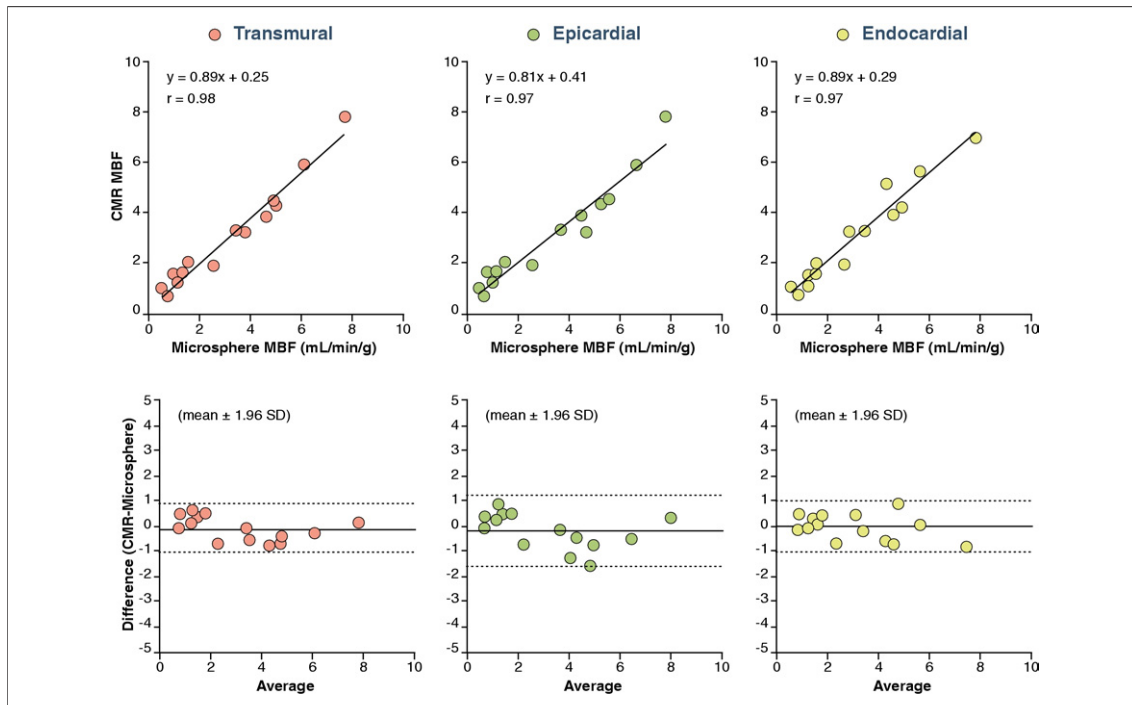 Transmural
Epicardial
Endocardial
10
8
6
4
2
0
CMR MBF
y = 0.89x + 0.25
r = 0.98
0 2 4 6 8 10
Microsphere MBF (mL/min/g)
10
8
6
4
2
0
y = 0.81x + 0.41
r = 0.97
0 2 4 6 8 10
Microsphere MBF (mL/min/g)
10
8
6
4
2
0
y = 0.89x + 0.29
r = 0.97
0 2 4 6 8 10
Microsphere MBF (mL/min/g)
5
4
3
2
1
0
-1
-2
-3
-4
-5
Difference (CMR-Microsphere)
(mean ± 1.96 SD)
0 2 4 6 8 10
Average
5
4
3
2
1
0
-1
-2
-3
-4
-5
(mean ± 1.96 SD)
0 2 4 6 8 10
Average
5
4
3
2
1
0
-1
-2
-3
-4
-5
(mean ± 1.96 SD)
0 2 4 6 8 10
Average